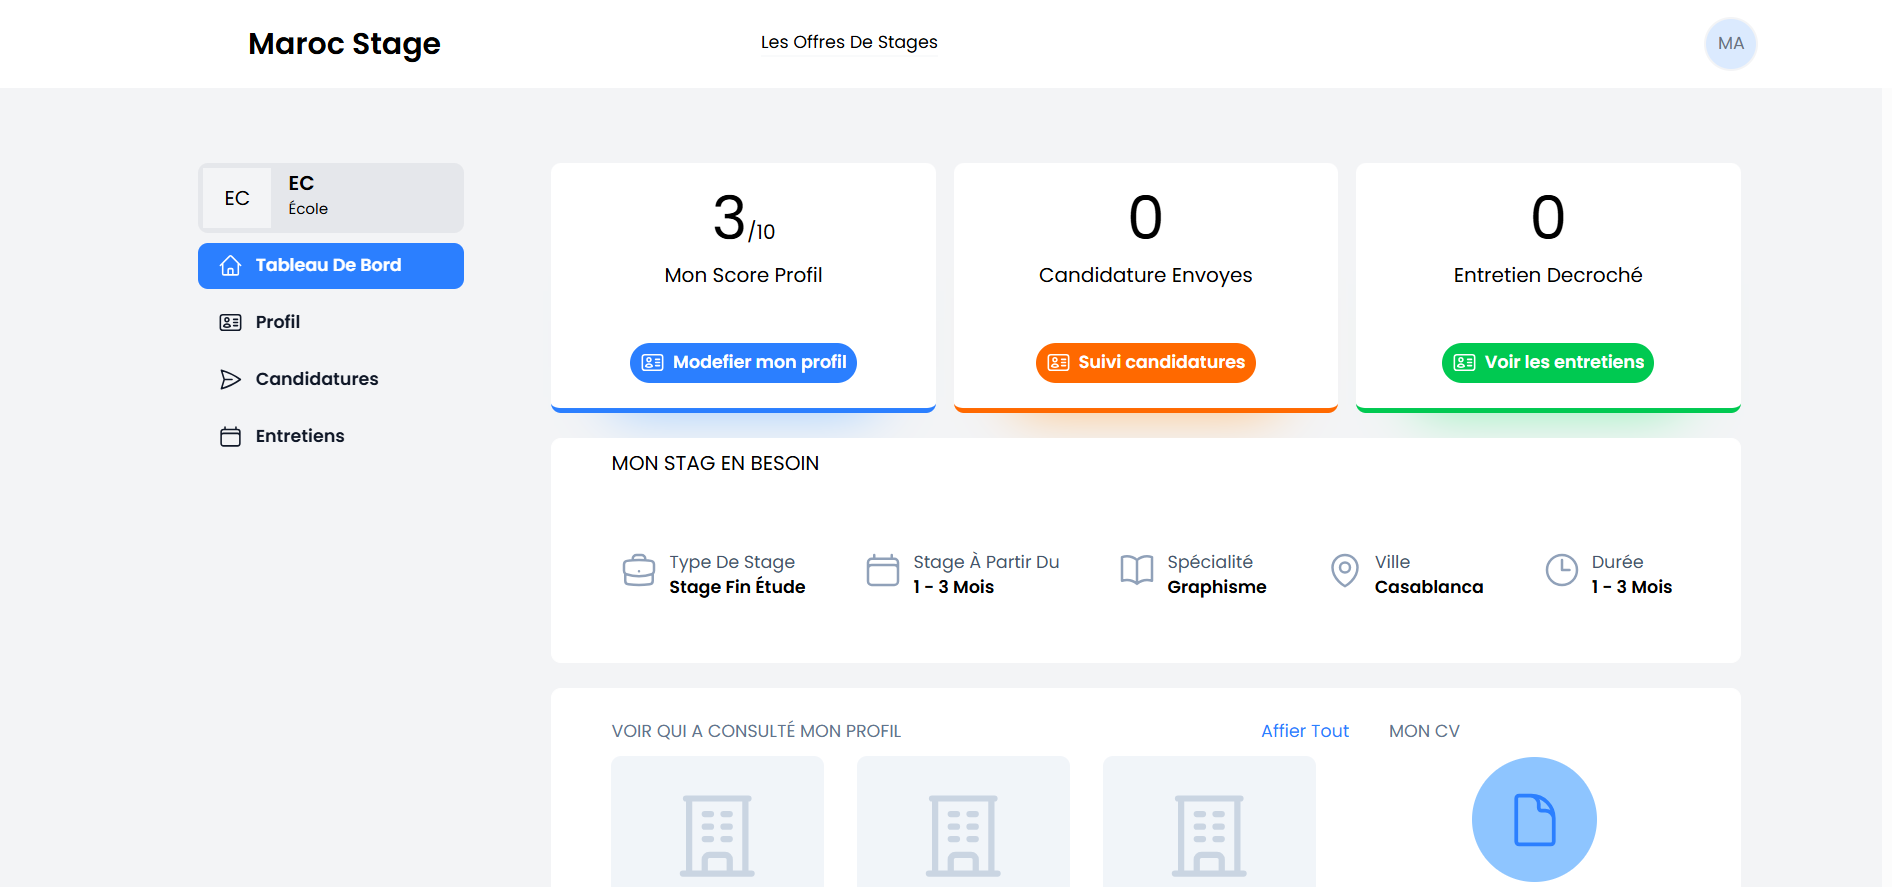 Maroc Stage
Les Offres De Stages
MA
EC
EC
École
Tableau De Bord
Profil
Candidatures
Entretiens
3/10
Mon Score Profil
Modefier mon profil
0
Candidature Envoyes
Suivi candidatures
0
Entretien Decroché
Voir les entretiens
MON STAG EN BESOIN
Type De Stage
Stage Fin Étude
Stage À Partir Du
1 - 3 Mois
Spécialité
Graphisme
Ville
Casablanca
Durée
1 - 3 Mois
VOIR QUI A CONSULTÉ MON PROFIL
Affier Tout
MON CV